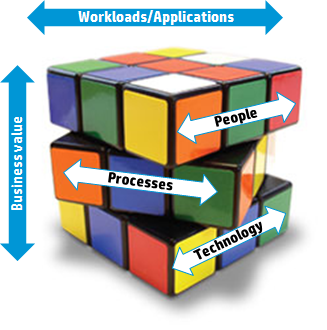 Workloads/Applications
People
Business value
Processes
Technology